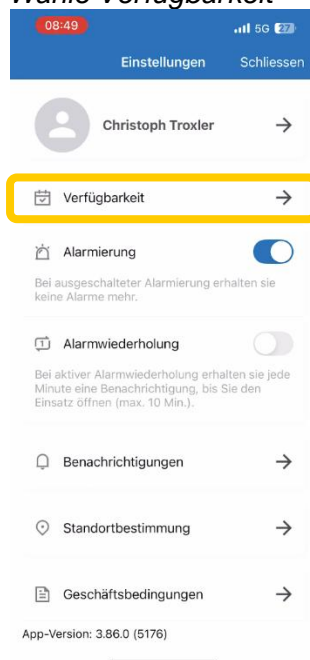 Wähle Verfügbarkeit
08:49 5G 27
Einstellungen Schliessen
Christoph Troxler
Verfügbarkeit
Alarmierung
Bei ausgeschalteter Alarmierung erhalten sie
keine Alarme mehr.
Alarmwiederholung
Bei aktiver Alarmwiederholung erhalten sie jede
Minute eine Benachrichtigung, bis Sie den
Einsatz öffnen (max. 10 Min.).
Benachrichtigungen
Standortbestimmung
Geschäftsbedingungen
App-Version: 3.86.0 (5176)